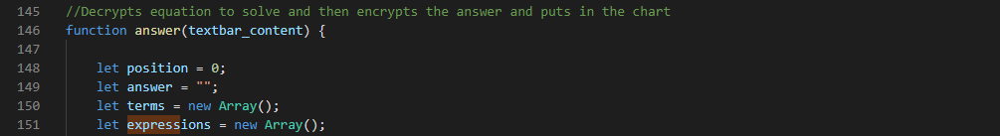 145 //Decrypts equation to solve and then encrypts the answer and puts in the chart
146 function answer(textbar_content) {
147
148 let position = 0;
149 let answer = "";
150 let terms = new Array();
151 let expressions = new Array();